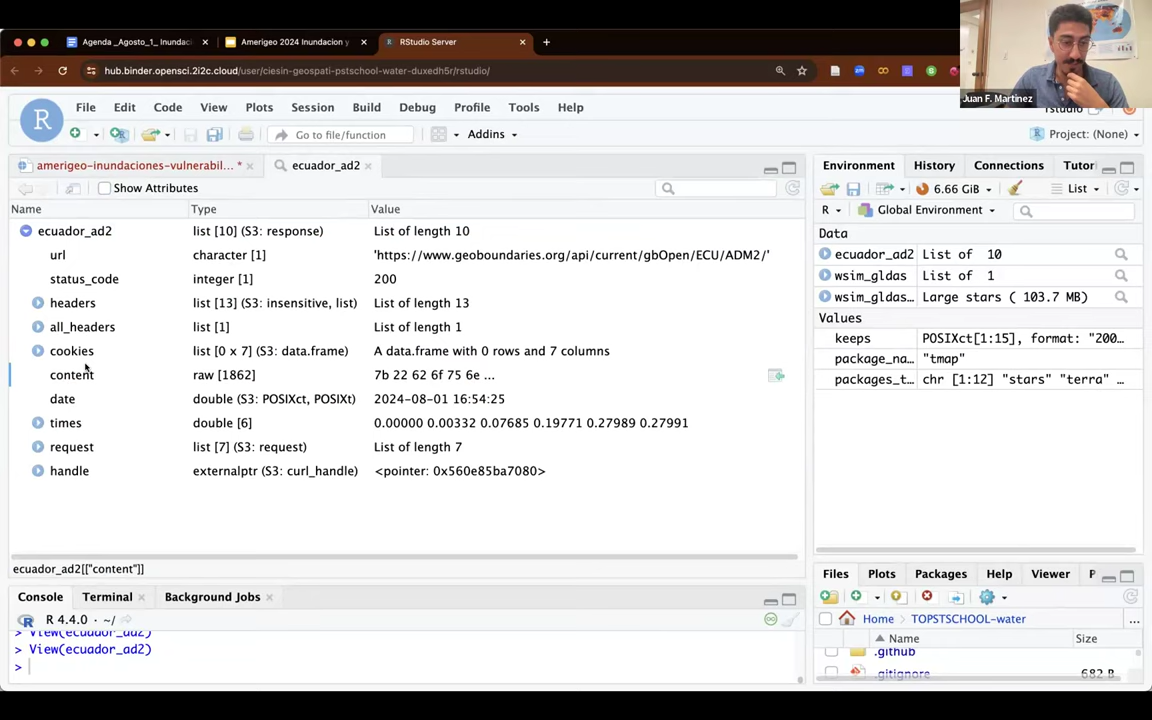 Agenda _Agosto_1_ Inundaci
Amerigeo 2024 Inundacion y
RStudio Server
hub.binder.opensci.2i2c.cloud/user/ciesin-geospati-pstschool-water-duxedh5r/rstudio/
Juan F. Martinez
rstudio
R
File Edit Code View Plots Session Build Debug Profile Tools Help
Go to file/function
Addins
Project: (None)
amerigeo-inundaciones-vulnerabil... *
ecuador_ad2
Environment History Connections Tutor
Show Attributes
6.66 GiB
List
Name Type Value
R
Global Environment
ecuador_ad2 list [10] (S3: response) List of length 10
url character [1] 'https://www.geoboundaries.org/api/current/gbOpen/ECU/ADM2/'
status_code integer [1] 200
headers list [13] (S3: insensitive, list) List of length 13
all_headers list [1] List of length 1
cookies list [0 x 7] (S3: data.frame) A data.frame with 0 rows and 7 columns
content raw [1862] 7b 22 62 6f 75 6e ...
date double (S3: POSIXct, POSIXt) 2024-08-01 16:54:25
times double [6] 0.00000 0.00332 0.07685 0.19771 0.27989 0.27991
request list [7] (S3: request) List of length 7
handle externalptr (S3: curl_handle) <pointer: 0x560e85ba7080>
ecuador_ad2[["content"]]
Data
ecuador_ad2 List of 10
wsim_gldas List of 1
wsim_gldas… Large stars ( 103.7 MB)
Values
keeps POSIXct[1:15], format: "200…
package_na… "tmap"
packages_t… chr [1:12] "stars" "terra" …
Console Terminal Background Jobs
R 4.4.0 · ~/
> View(ecuador_ad2)
> View(ecuador_ad2)
>
Files Plots Packages Help Viewer P
Home TOPSTSCHOOL-water
...
Name Size
.github
.gitignore 682 B